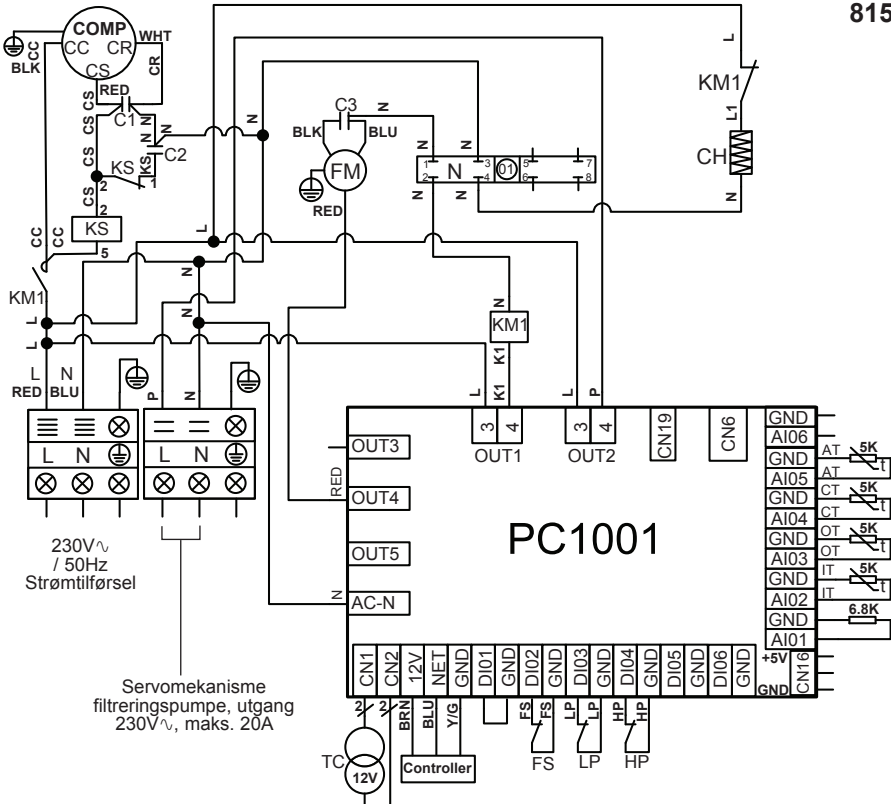 815
COMP
CC CR WHT
CS
BLK
CC
CR
RED
CS CS
C1
N N
N
C2
CS
KS
KS
1
2
CS
2
KS
5
CC CC
KM1
L
L
L N
RED BLU
L N
N
N
P
N
L N
230V∿
/ 50Hz
Strømtilførsel
Servomekanisme
filtreringspumpe, utgang
230V∿, maks. 20A
C3 N
BLK BLU
FM
RED
L
N N
1 3 5 7
N 01
2 4 6 8
N N
L
KM1
L1
CH
N
N
KM1
K1
L K1 L P
3 4 3 4
OUT1 OUT2
CN19
CN6
OUT3
RED
OUT4
OUT5
N
AC-N
PC1001
GND
AI06
GND
AT 5K
t
AT
AI05
GND
CT 5K
t
CT
AI04
GND
OT 5K
t
OT
AI03
GND
IT 5K
t
IT
AI02
GND
6.8K
AI01
+5V
CN16
GND
CN1 CN2 12V NET GND DI01 GND DI02 GND DI03 GND DI04 GND DI05 GND DI06 GND
2 2 BRN BLU Y/G FS FS LP LP HP HP
TC
12V
Controller
FS LP HP